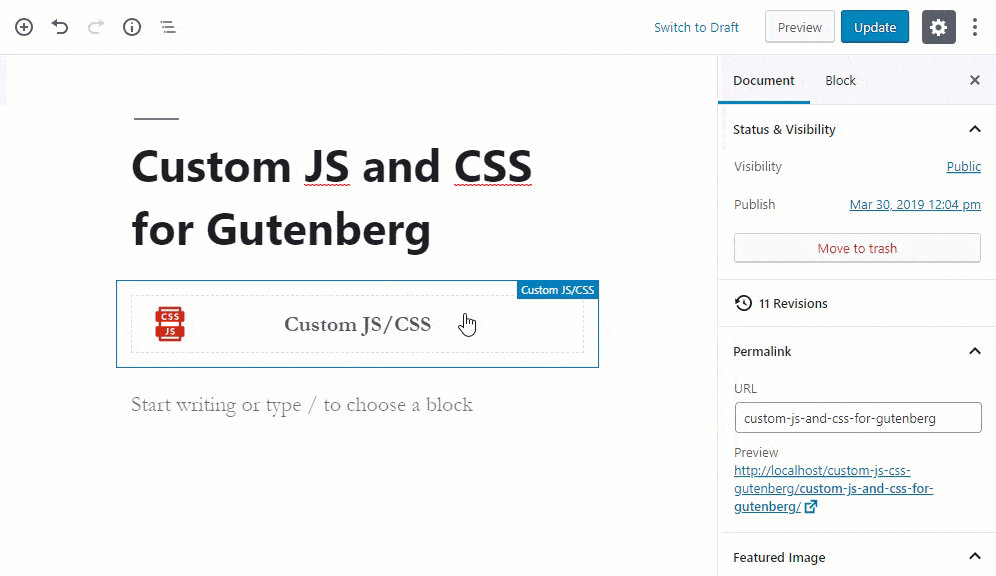 Switch to Draft Preview Update
Document Block
Status & Visibility
Visibility Public
Publish Mar 30, 2019 12:04 pm
Move to trash
11 Revisions
Permalink
URL
custom-js-and-css-for-gutenberg
Preview
http://localhost/custom-js-css-
gutenberg/custom-js-and-css-for-
gutenberg/
Featured Image
Custom JS and CSS
for Gutenberg
Custom JS/CSS
CSS
JS
Custom JS/CSS
Start writing or type / to choose a block